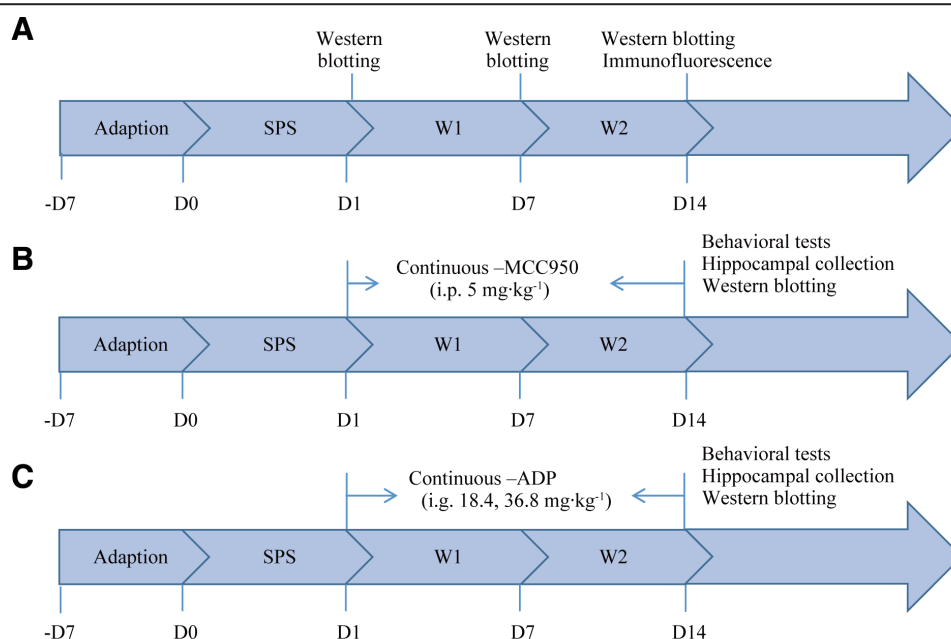 A
Western
blotting
Western
blotting
Western blotting
Immunofluorescence
Adaption
SPS
W1
W2
-D7
D0
D1
D7
D14
B
Continuous –MCC950
(i.p. 5 mg·kg⁻¹)
Behavioral tests
Hippocampal collection
Western blotting
Adaption
SPS
W1
W2
-D7
D0
D1
D7
D14
C
Continuous –ADP
(i.g. 18.4, 36.8 mg·kg⁻¹)
Behavioral tests
Hippocampal collection
Western blotting
Adaption
SPS
W1
W2
-D7
D0
D1
D7
D14